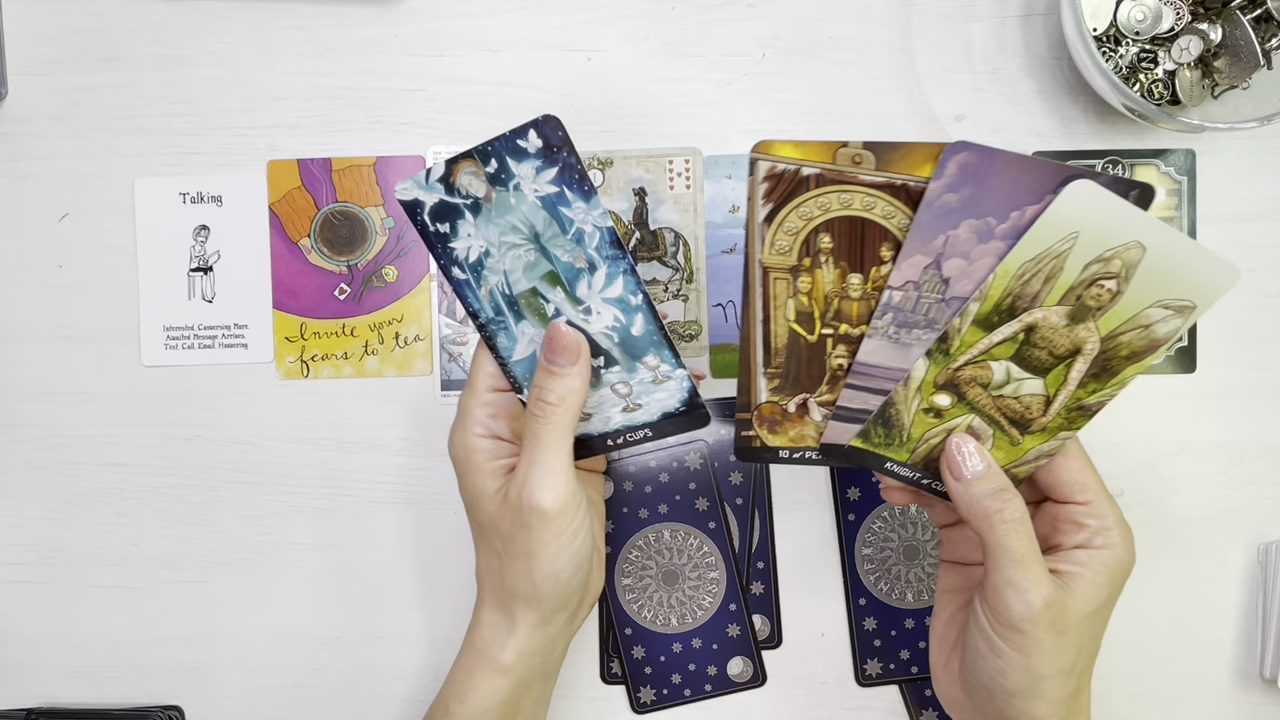 Talking
Interested, Conversing More,
Awaited Message Arrives.
Text, Call, Email, Hoovering
Invite your
fears to tea
4 of CUPS
10 of PE
34
KNIGHT of CU
N
R